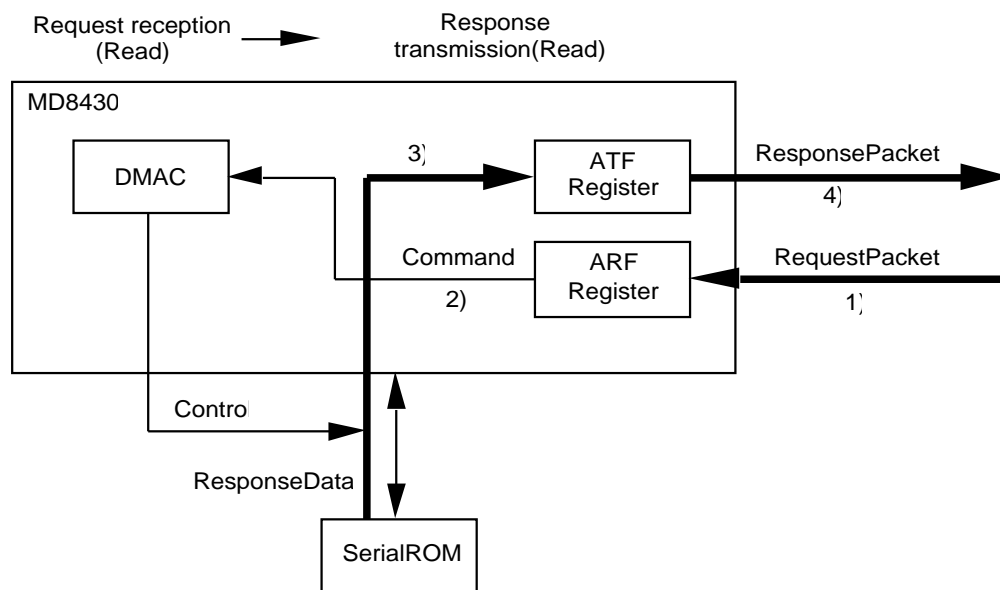 Request reception
(Read)
Response
transmission(Read)
MD8430
DMAC
3)
ATF
Register
ResponsePacket
4)
Command
2)
ARF
Register
RequestPacket
1)
Control
ResponseData
SerialROM